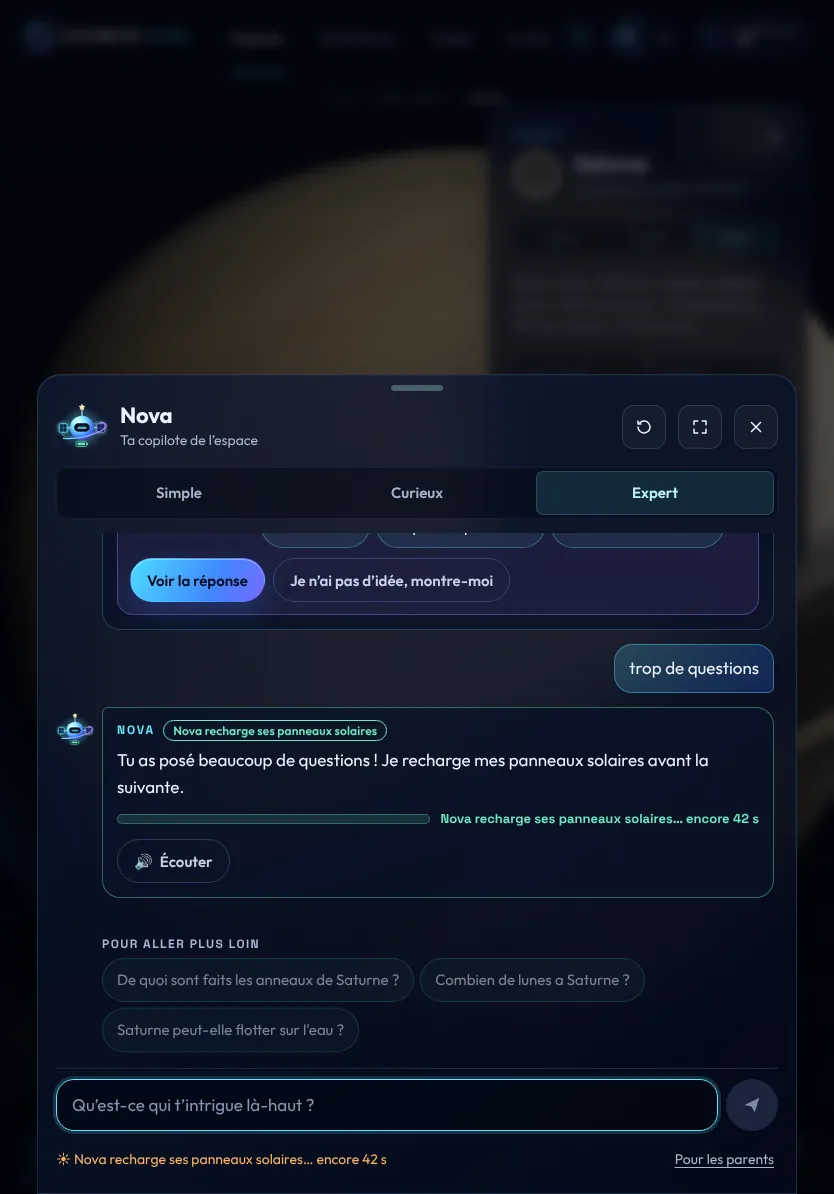 Nova
Ta copilote de l'espace
Simple
Curieux
Expert
Voir la réponse
Je n'ai pas d'idée, montre-moi
trop de questions
NOVA
Nova recharge ses panneaux solaires
Tu as posé beaucoup de questions ! Je recharge mes panneaux solaires avant la
suivante.
Nova recharge ses panneaux solaires… encore 42 s
Écouter
POUR ALLER PLUS LOIN
De quoi sont faits les anneaux de Saturne ?
Combien de lunes a Saturne ?
Saturne peut-elle flotter sur l'eau ?
Qu'est-ce qui t'intrigue là-haut ?
Nova recharge ses panneaux solaires… encore 42 s
Pour les parents